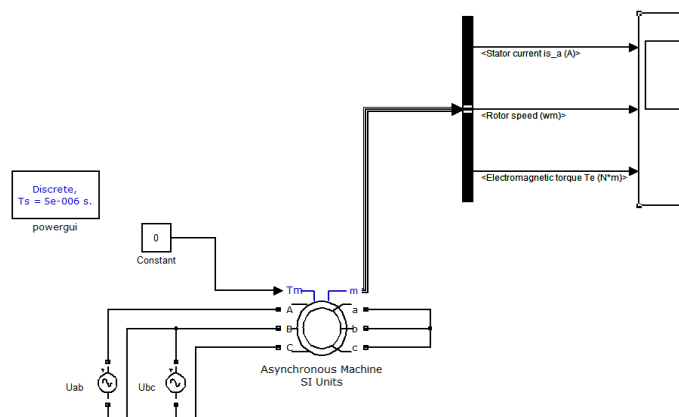 <Stator current is_a (A)>
<Rotor speed (wm)>
<Electromagnetic torque Te (N*m)>
Discrete,
Ts = 5e-006 s.
powergui
0
Constant
Tm
m
A
a
B
b
C
c
Asynchronous Machine
SI Units
Uab
Ubc